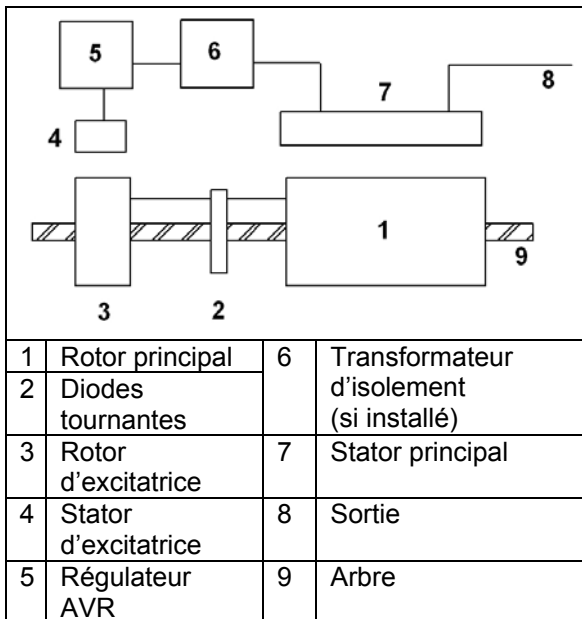 5
6
7
8
4
1
9
3
2
1 Rotor principal
2 Diodes
tournantes
3 Rotor
d’excitatrice
4 Stator
d’excitatrice
5 Régulateur
AVR
6 Transformateur
d’isolement
(si installé)
7 Stator principal
8 Sortie
9 Arbre